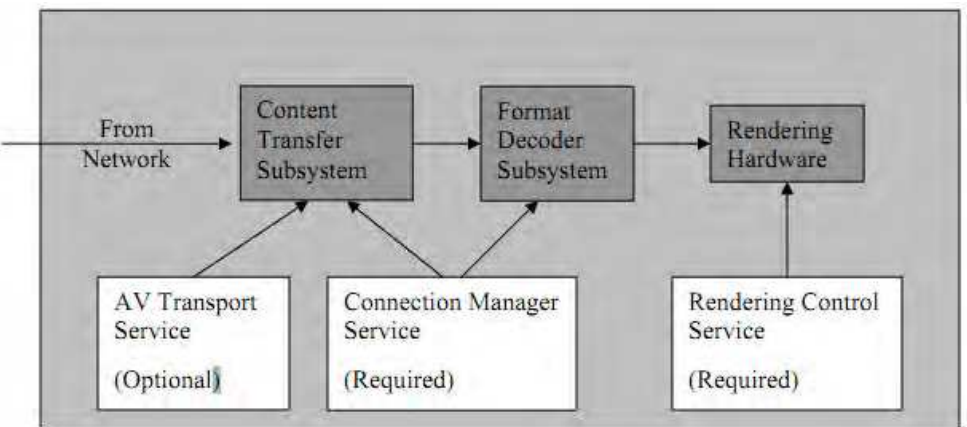 From
Network
Content
Transfer
Subsystem
Format
Decoder
Subsystem
Rendering
Hardware
AV Transport
Service
(Optional)
Connection Manager
Service
(Required)
Rendering Control
Service
(Required)